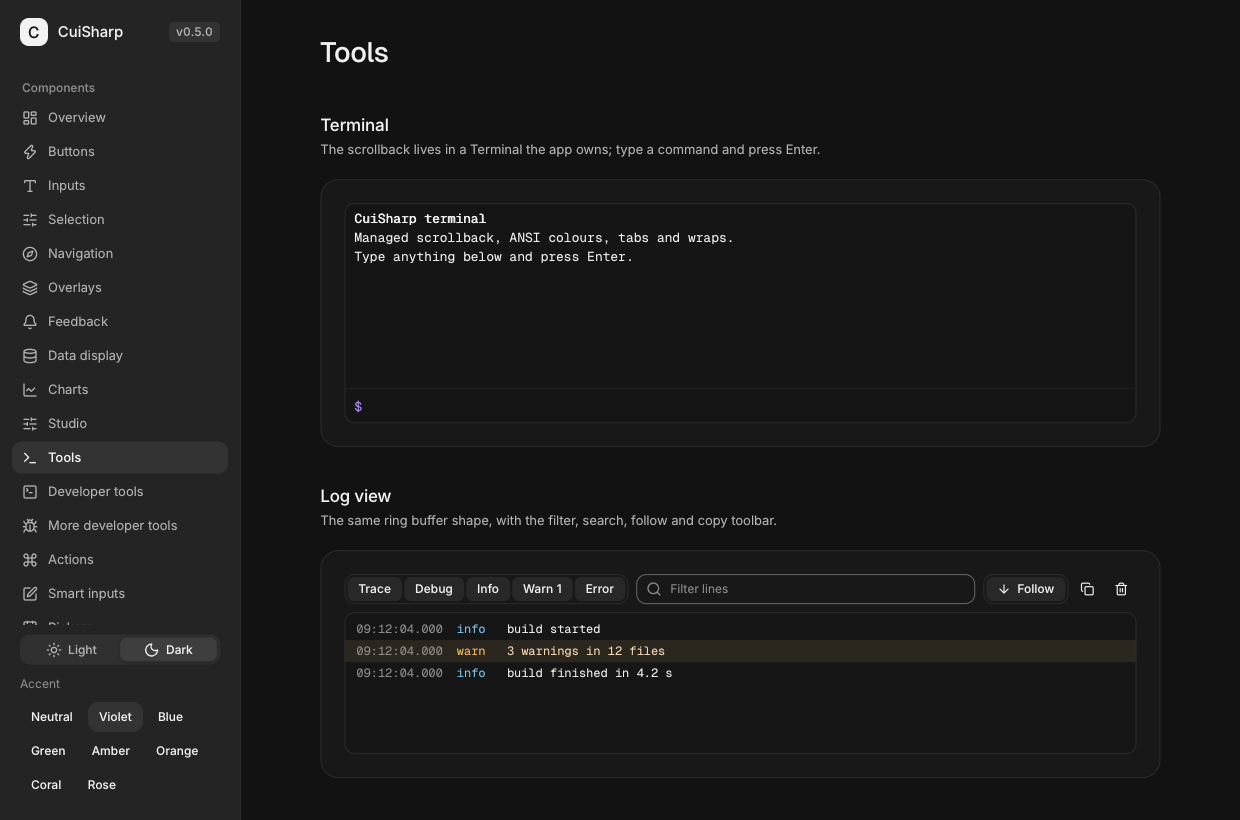 C CuiSharp v0.5.0
Components
Overview
Buttons
Inputs
Selection
Navigation
Overlays
Feedback
Data display
Charts
Studio
Tools
Developer tools
More developer tools
Actions
Smart inputs
Light Dark
Accent
Neutral Violet Blue
Green Amber Orange
Coral Rose
Tools
Terminal
The scrollback lives in a Terminal the app owns; type a command and press Enter.
CuiSharp terminal
Managed scrollback, ANSI colours, tabs and wraps.
Type anything below and press Enter.
$
Log view
The same ring buffer shape, with the filter, search, follow and copy toolbar.
Trace Debug Info Warn 1 Error Filter lines Follow
09:12:04.000 info build started
09:12:04.000 warn 3 warnings in 12 files
09:12:04.000 info build finished in 4.2 s